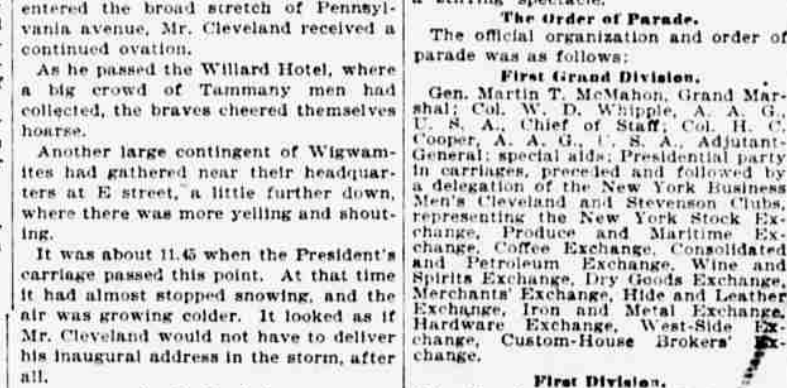 entered the broad stretch of Pennsyl-
vania avenue, Mr. Cleveland received a
continued ovation.
As he passed the Willard Hotel, where
a big crowd of Tammany men had
collected, the braves cheered themselves
hoarse.
Another large contingent of Wigwam-
ites had gathered near their headquar-
ters at E street, a little further down,
where there was more yelling and shout-
ing.
It was about 11.45 when the President's
carriage passed this point. At that time
it had almost stopped snowing, and the
air was growing colder. It looked as if
Mr. Cleveland would not have to deliver
his inaugural address in the storm, after
all.
a stirring spectacle.
The Order of Parade.
The official organization and order of
parade was as follows:
First Grand Division.
Gen. Martin T. McMahon, Grand Mar-
shal; Col. W. D. Whipple, A. A. G.,
U. S. A., Chief of Staff; Col. H. C.
Cooper, A. A. G., U. S. A., Adjutant-
General; special aids; Presidential party
in carriages, preceded and followed by
a delegation of the New York Business
Men's Cleveland and Stevenson Clubs,
representing the New York Stock Ex-
change, Produce and Maritime Ex-
change, Coffee Exchange, Consolidated
and Petroleum Exchange, Wine and
Spirits Exchange, Dry Goods Exchange,
Merchants' Exchange, Hide and Leather
Exchange, Iron and Metal Exchange,
Hardware Exchange, West-Side Ex-
change, Custom-House Brokers' Ex-
change.
First Division.